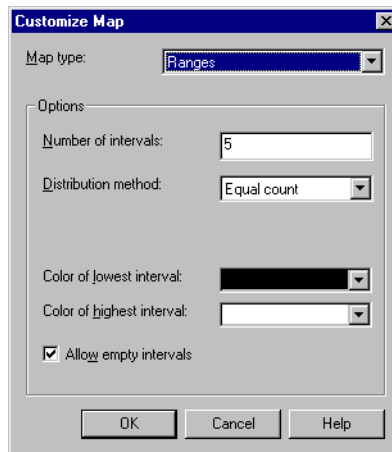 Customize Map
Map type: Ranges
Options
Number of intervals: 5
Distribution method: Equal count
Color of lowest interval:
Color of highest interval:
Allow empty intervals
OK Cancel Help